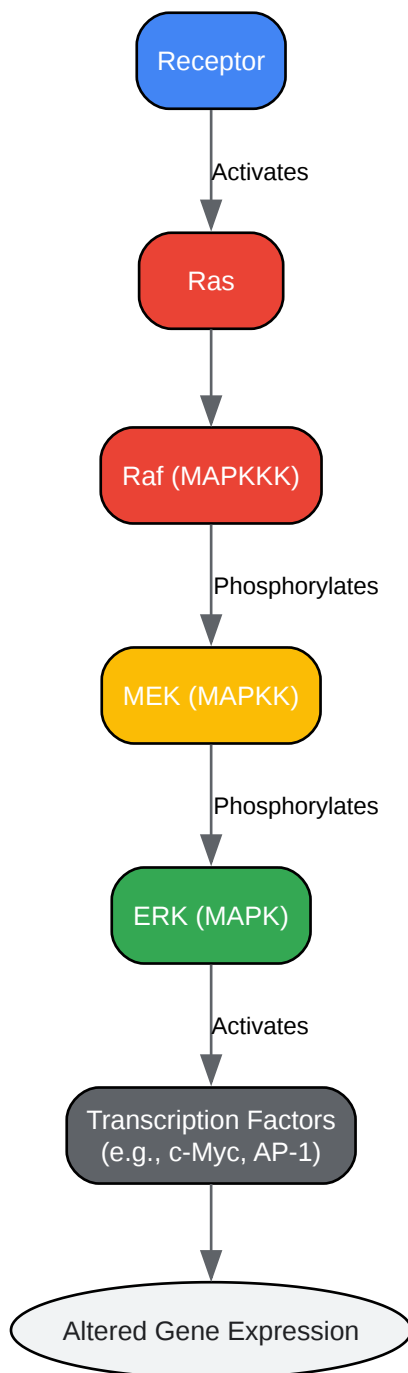 Receptor
Activates
Ras
Raf (MAPKKK)
Phosphorylates
MEK (MAPKK)
Phosphorylates
ERK (MAPK)
Activates
Transcription Factors
(e.g., c-Myc, AP-1)
Altered Gene Expression